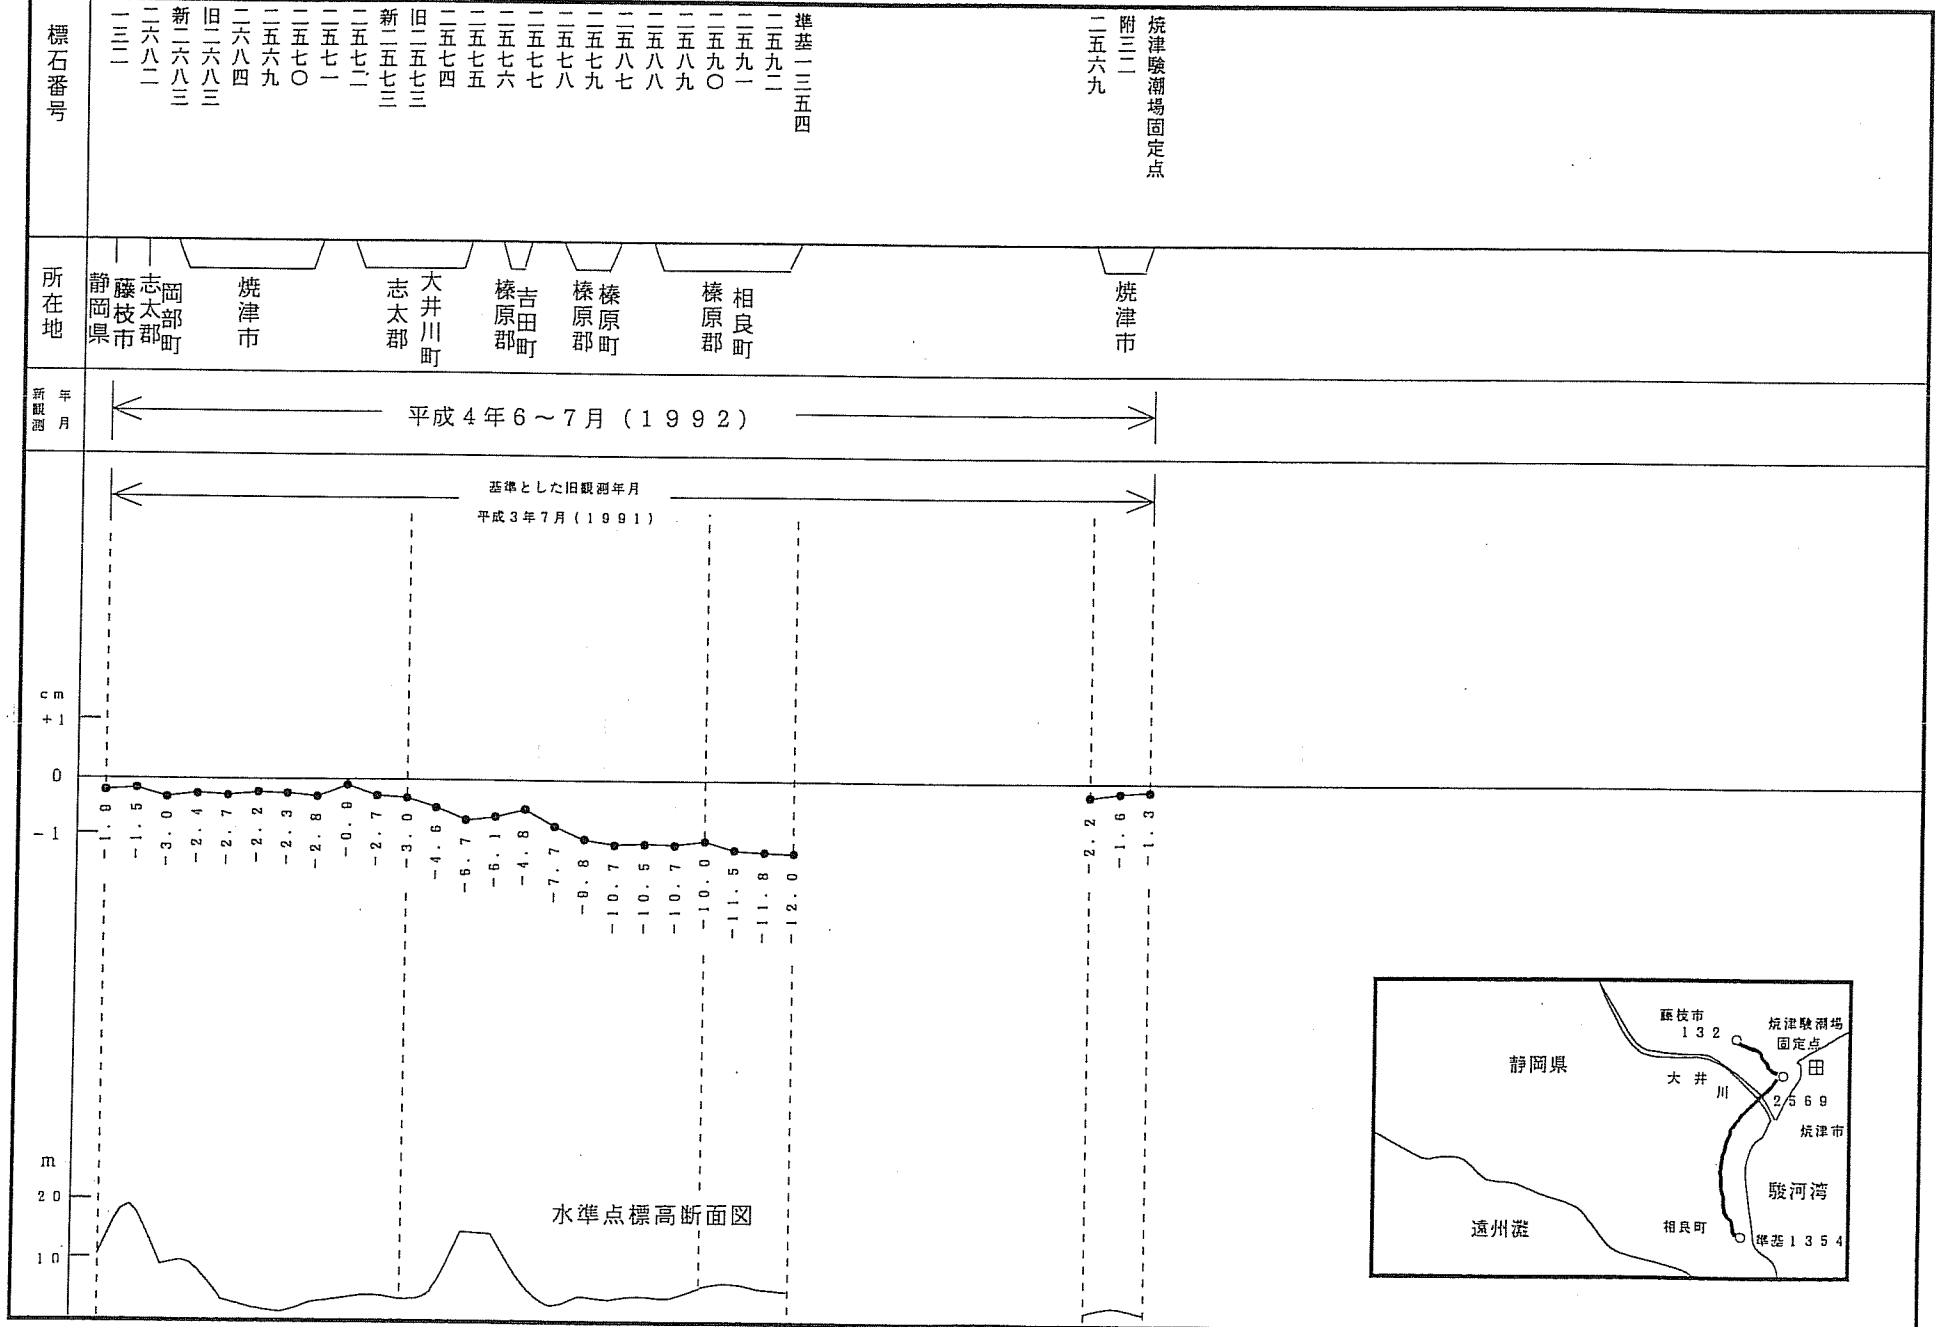 標石番号
一三二
二六八二
新二六八三
旧二六八三
二六八四
二五六九
二五七〇
二五七一
二五七二
新二五七三
旧二五七三
二五七四
二五七五
二五七六
二五七七
二五七八
二五七九
二五八七
二五八八
二五八九
二五九〇
二五九一
二五九二
準基一三五四
二五六九
附三二
焼津験潮場固定点
所在地
静岡県
藤枝市
志太郡
岡部町
焼津市
志太郡
大井川町
榛原郡
吉田町
榛原郡
榛原町
榛原郡
相良町
焼津市
新観測
年月
平成4年6～7月(1992)
基準とした旧観測年月
平成3年7月(1991)
cm
+1
0
-1
-1.9
-1.5
-3.0
-2.4
-2.7
-2.2
-2.3
-2.8
-0.9
-2.7
-3.0
-4.6
-6.7
-6.1
-4.8
-7.7
-9.8
-10.7
-10.5
-10.7
-10.0
-11.5
-11.8
-12.0
-2.2
-1.6
-1.3
m
20
10
水準点標高断面図
藤枝市
132
焼津験潮場
固定点
静岡県
大井川
2569
焼津市
駿河湾
遠州灘
相良町
準基1354